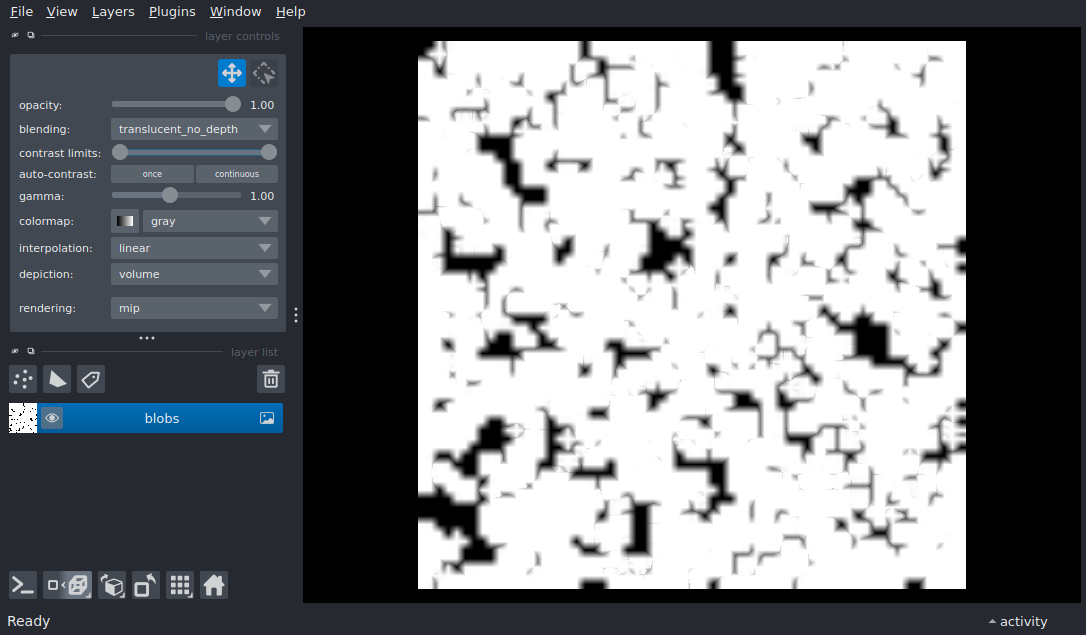 File View Layers Plugins Window Help
layer controls
opacity: 1.00
blending: translucent_no_depth
contrast limits:
auto-contrast: once continuous
gamma: 1.00
colormap: gray
interpolation: linear
depiction: volume
rendering: mip
layer list
blobs
Ready activity